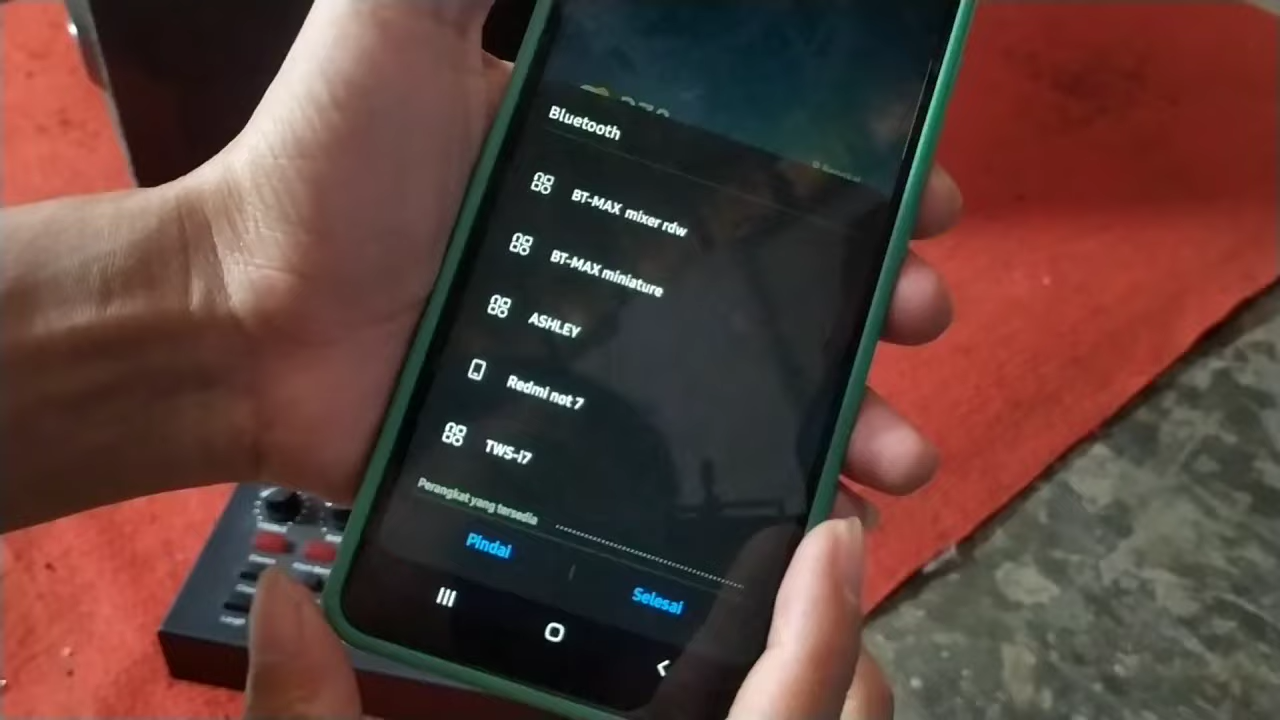 Bluetooth
BT-MAX mixer rdw
BT-MAX miniature
ASHLEY
Redmi not 7
TWS-i7
Perangkat yang tersedia
Pindai
Selesai